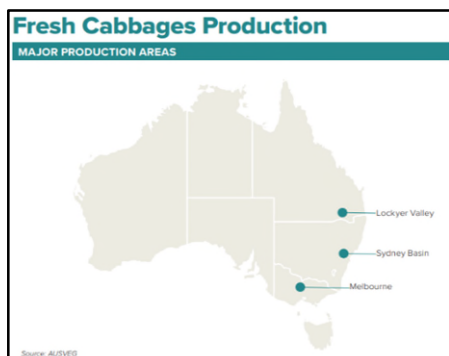 Fresh Cabbages Production
MAJOR PRODUCTION AREAS
Lockyer Valley
Sydney Basin
Melbourne
Source: AUSVEG